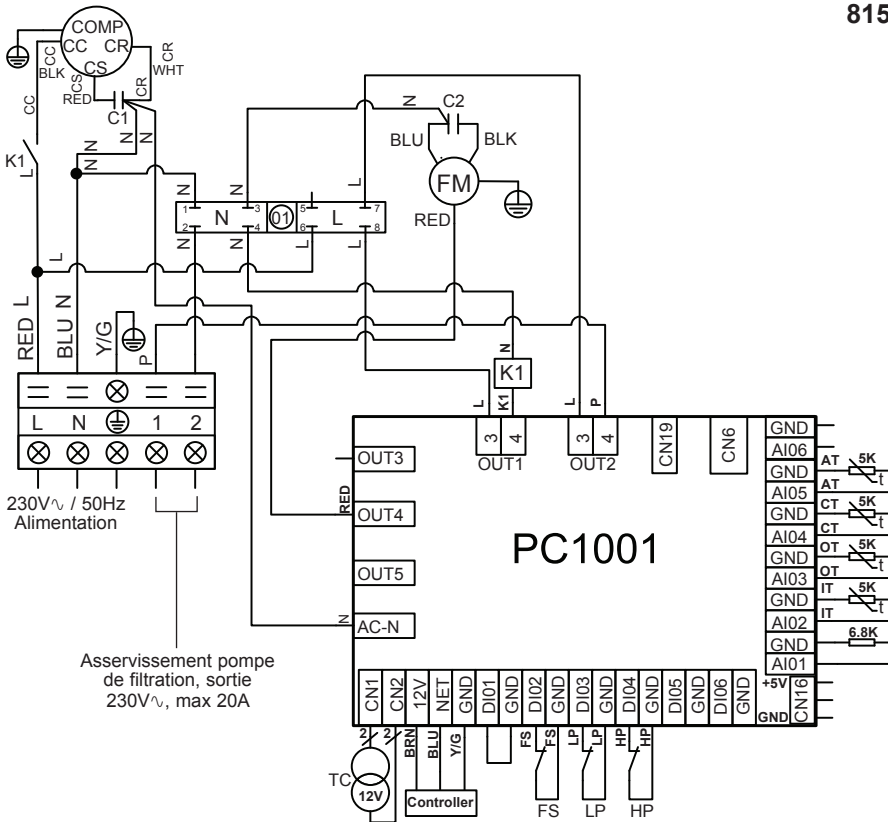 815
COMP
CC CR
CS
CC
BLK
CR
WHT
CS
RED
CR
C1
CC
N N
N N
K1
L
L
N
C2
BLU BLK
FM
RED
N N L
1 3 5 7
N 01 L
2 4 6 8
N N L L
L
RED L
BLU N
Y/G
P
L N 1 2
230V∿ / 50Hz
Alimentation
Asservissement pompe
de filtration, sortie
230V∿, max 20A
N
K1
L K1 L P
3 4 3 4
OUT1 OUT2
CN19 CN6
OUT3
RED
OUT4
OUT5
N
AC-N
PC1001
GND
AI06
GND AT 5K
t
AI05 AT
GND CT 5K
t
AI04 CT
GND OT 5K
t
AI03 OT
GND IT 5K
t
AI02 IT
GND 6.8K
AI01
+5V
CN16
GND
CN1 CN2 12V NET GND DI01 GND DI02 GND DI03 GND DI04 GND DI05 GND DI06 GND
2 2 BRN BLU Y/G FS FS LP LP HP HP
TC
12V
Controller
FS LP HP